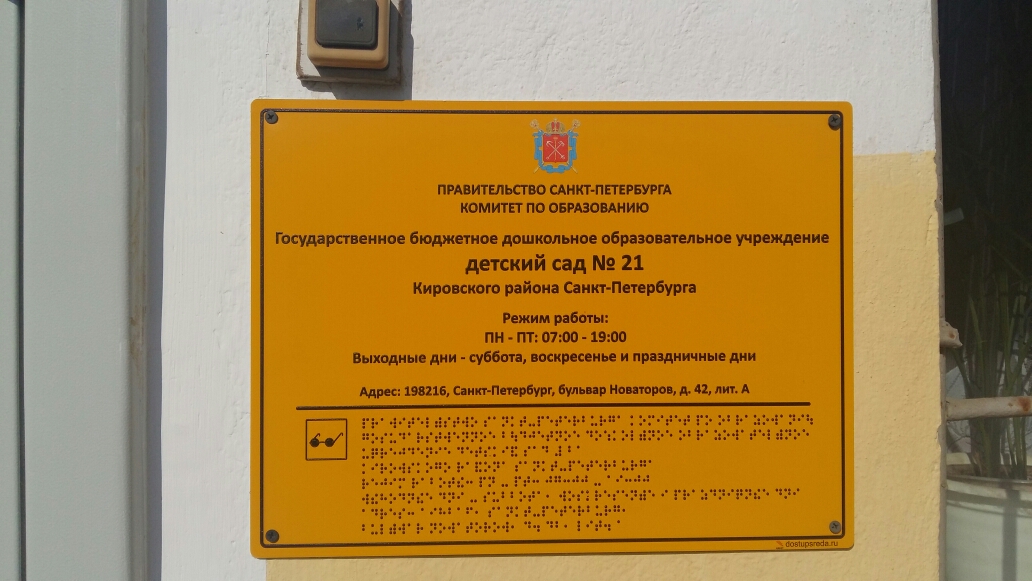 ПРАВИТЕЛЬСТВО САНКТ-ПЕТЕРБУРГА
КОМИТЕТ ПО ОБРАЗОВАНИЮ
Государственное бюджетное дошкольное образовательное учреждение
детский сад № 21
Кировского района Санкт-Петербурга
Режим работы:
ПН - ПТ: 07:00 - 19:00
Выходные дни - суббота, воскресенье и праздничные дни
Адрес: 198216, Санкт-Петербург, бульвар Новаторов, д. 42, лит. А
dostupsreda.ru